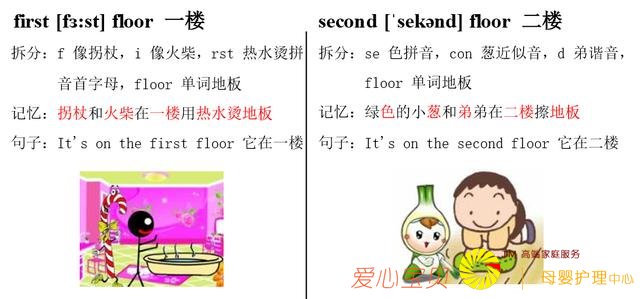 first [fɜ:st] floor 一楼
拆分: f 像拐杖, i 像火柴, rst 热水烫拼
音首字母, floor 单词地板
记忆: 拐杖和火柴在一楼用热水烫地板
句子: It's on the first floor 它在一楼
second [ˈsekənd] floor 二楼
拆分: se 色拼音, con 葱近似音, d 弟谐音,
floor 单词地板
记忆: 绿色的小葱和弟弟在二楼擦地板
句子: It's on the second floor 它在二楼
高端家庭服务
爱心宝贝
母婴护理中心